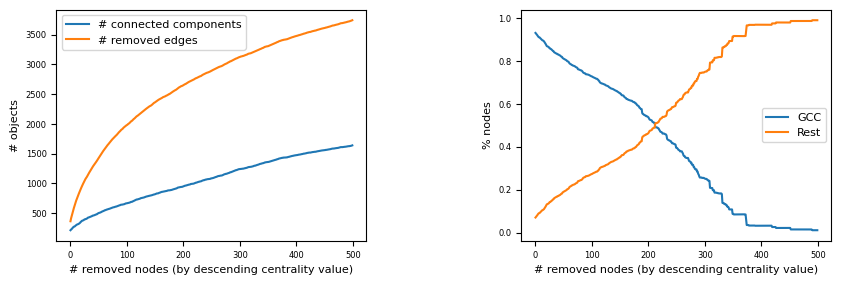 # connected components
# removed edges
# objects
3500
3000
2500
2000
1500
1000
500
0 100 200 300 400 500
# removed nodes (by descending centrality value)
% nodes
1.0
0.8
0.6
0.4
0.2
0.0
GCC
Rest
0 100 200 300 400 500
# removed nodes (by descending centrality value)